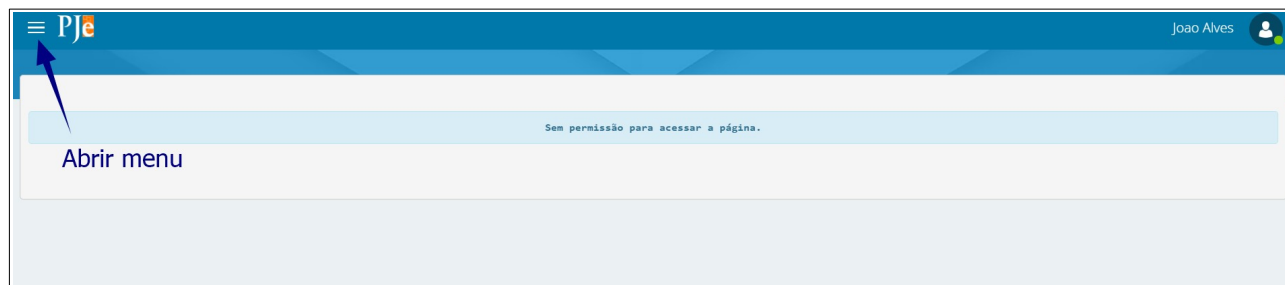 PJe
Joao Alves
Sem permissão para acessar a página.
Abrir menu